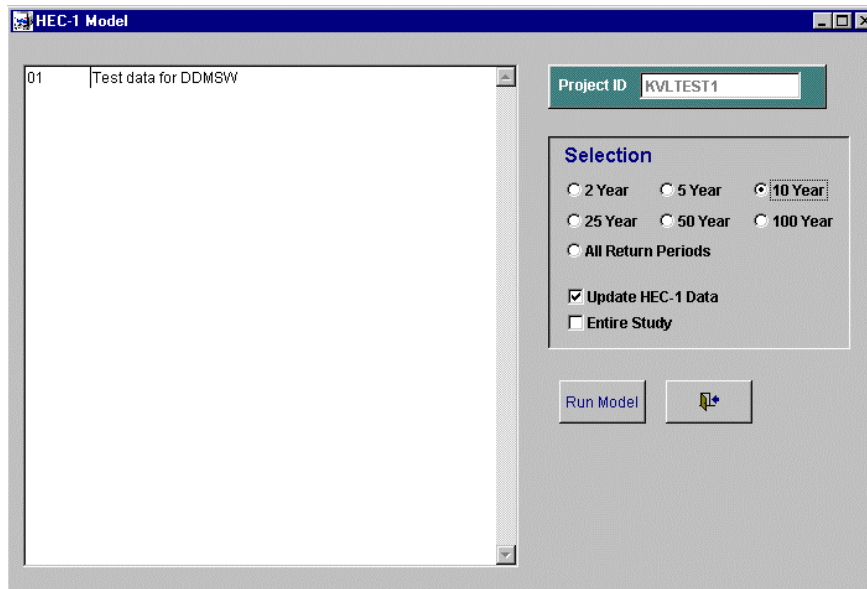 HEC-1 Model
01 Test data for DDMSW
Project ID KVLTEST1
Selection
2 Year 5 Year 10 Year
25 Year 50 Year 100 Year
All Return Periods
Update HEC-1 Data
Entire Study
Run Model